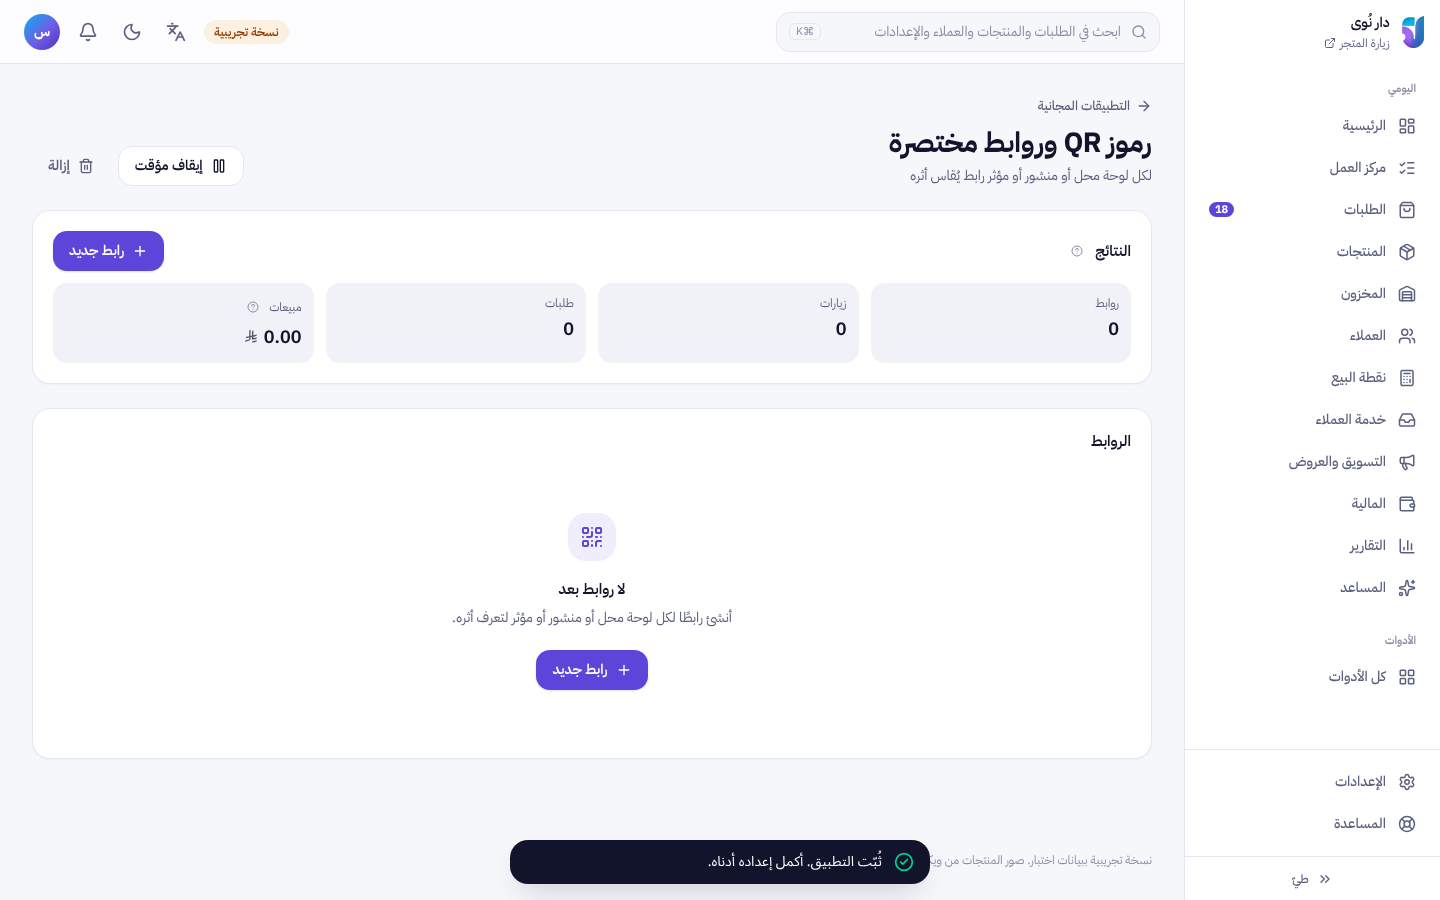 دار نُوى
زيارة المتجر
اليومي
الرئيسية
مركز العمل
الطلبات
18
المنتجات
المخزون
العملاء
نقطة البيع
خدمة العملاء
التسويق والعروض
المالية
التقارير
المساعد
الأدوات
كل الأدوات
الإعدادات
المساعدة
طيّ
ابحث في الطلبات والمنتجات والعملاء والإعدادات
⌘K
نسخة تجريبية
س
التطبيقات المجانية
رموز QR وروابط مختصرة
لكل لوحة محل أو منشور أو مؤثر رابط يُقاس أثره
إيقاف مؤقت
إزالة
النتائج
رابط جديد
روابط
0
زيارات
0
طلبات
0
مبيعات
0.00
الروابط
لا روابط بعد
أنشئ رابطًا لكل لوحة محل أو منشور أو مؤثر لتعرف أثره.
رابط جديد
نسخة تجريبية ببيانات اختبار. صور المنتجات من
ثُبّت التطبيق. أكمل إعداده أدناه.